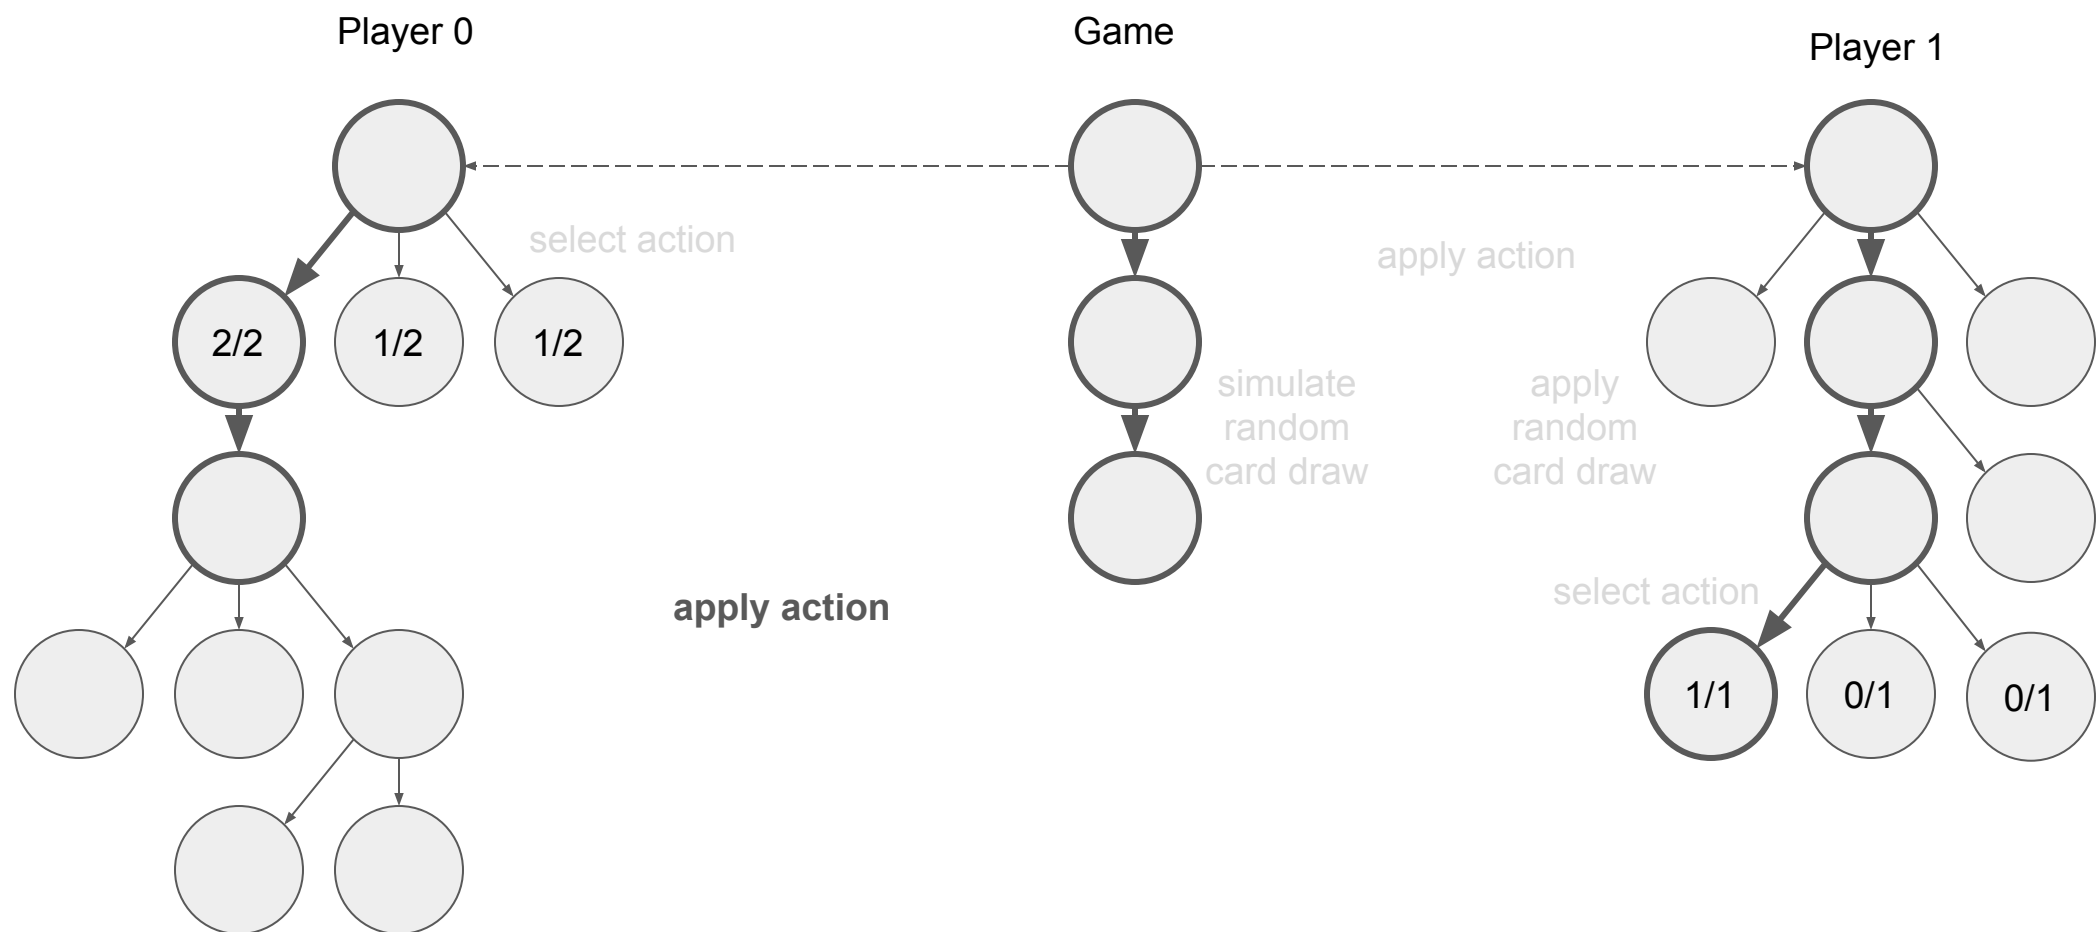 Player 0
Game
Player 1
select action
apply action
2/2
1/2
1/2
simulate
random
card draw
apply
random
card draw
apply action
select action
1/1
0/1
0/1